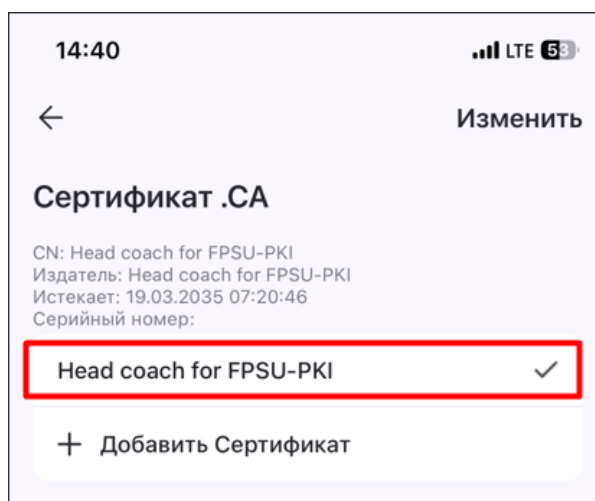 14:40 LTE 53
← Изменить
Сертификат .CA
CN: Head coach for FPSU-PKI
Издатель: Head coach for FPSU-PKI
Истекает: 19.03.2035 07:20:46
Серийный номер:
Head coach for FPSU-PKI ✓
+ Добавить Сертификат